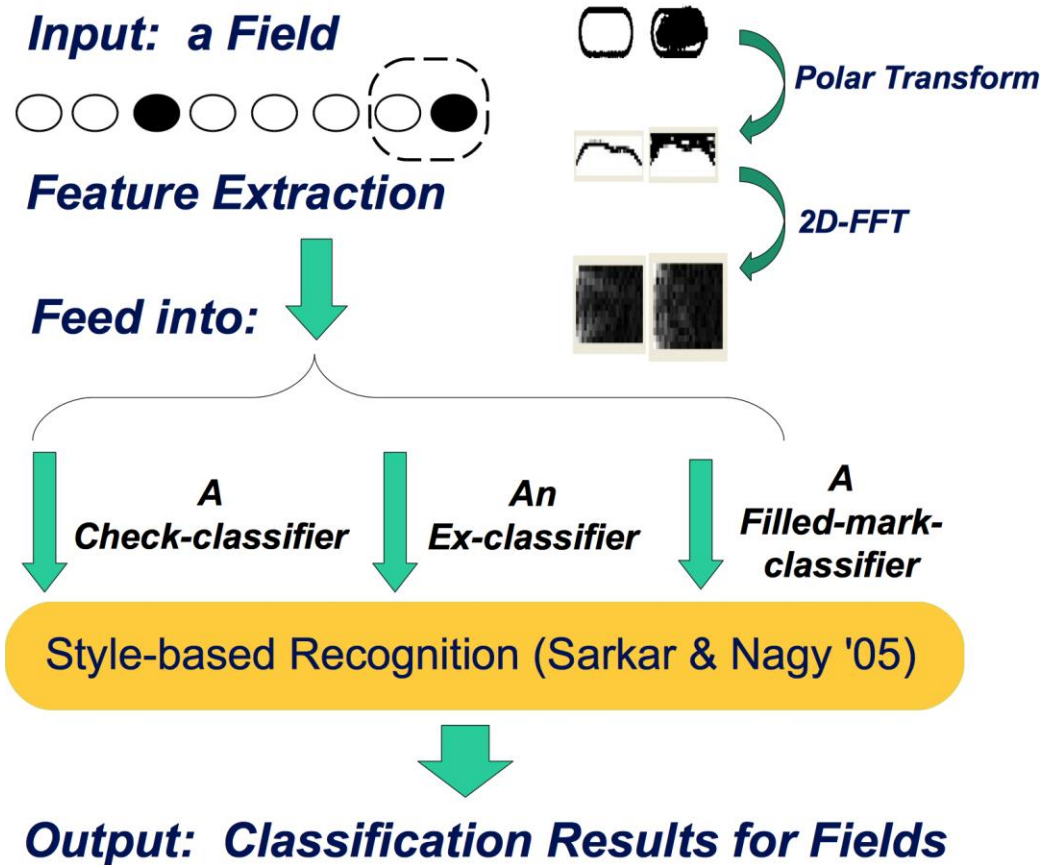 Input: a Field
Polar Transform
Feature Extraction
2D-FFT
Feed into:
A
Check-classifier
An
Ex-classifier
A
Filled-mark-
classifier
Style-based Recognition (Sarkar & Nagy '05)
Output: Classification Results for Fields